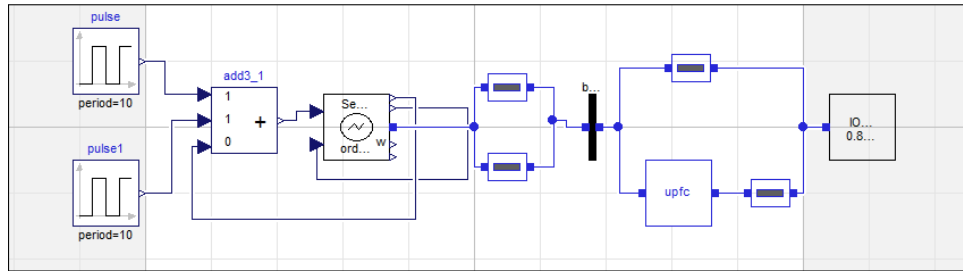 pulse
period=10
add3_1
1
1
0
+
Se...
ord...
w
b...
upfc
IO...
0.8...
pulse1
period=10